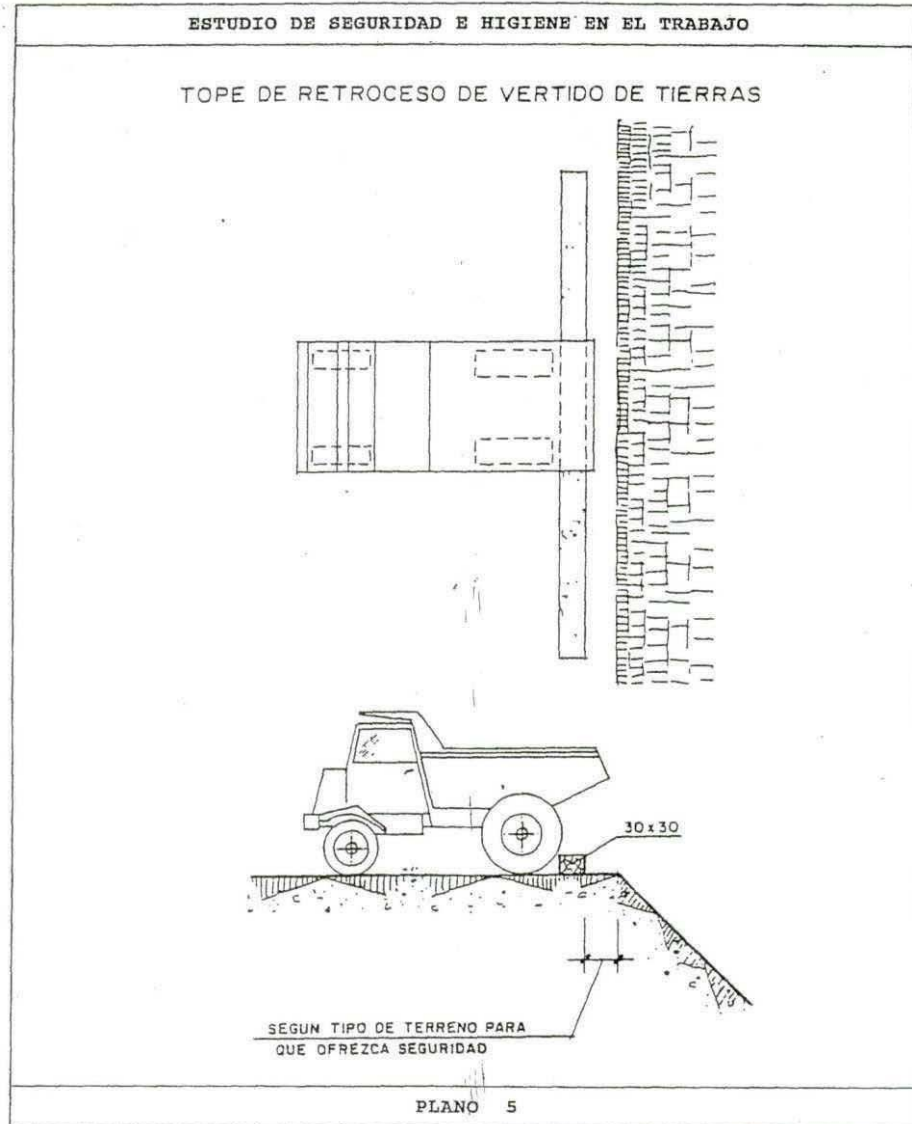 ESTUDIO DE SEGURIDAD E HIGIENE EN EL TRABAJO
TOPE DE RETROCESO DE VERTIDO DE TIERRAS
30x30
SEGUN TIPO DE TERRENO PARA
QUE OFREZCA SEGURIDAD
PLANO 5